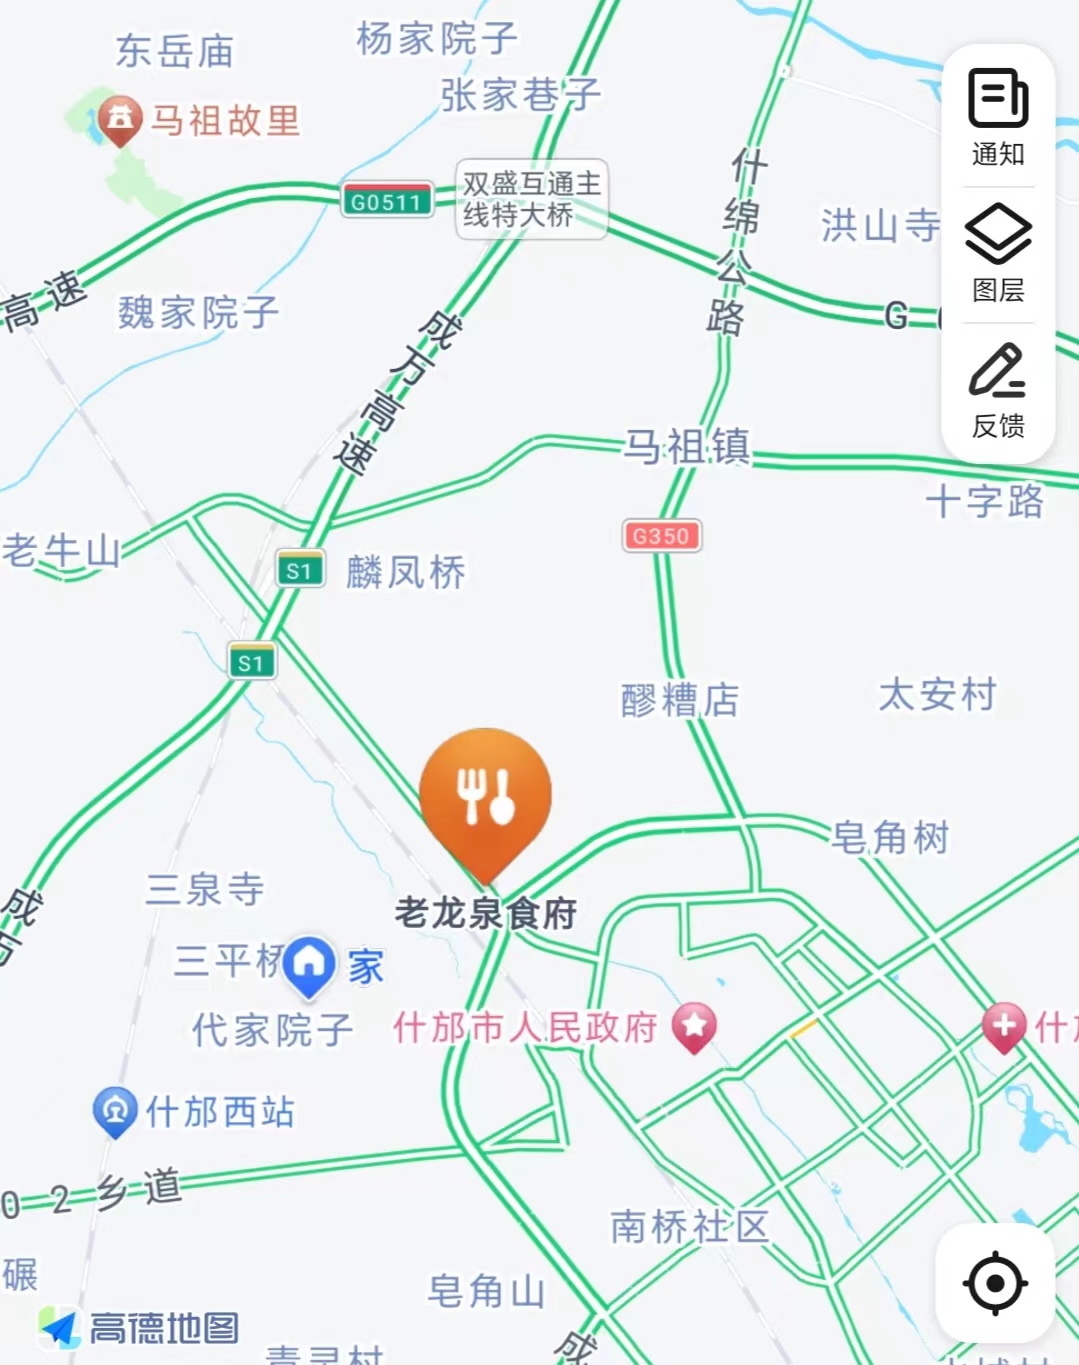 东岳庙
杨家院子
张家巷子
马祖故里
通知
G0511
双盛互通主
线特大桥
什绵公路
洪山寺
图层
高速
魏家院子
成万高速
G
反馈
马祖镇
十字路
G350
老牛山
S1
麟凤桥
S1
醪糟店
太安村
皂角树
三泉寺
成万
老龙泉食府
三平桥
家
代家院子
什邡市人民政府
什邡西站
02乡道
南桥社区
碾
皂角山
高德地图
成